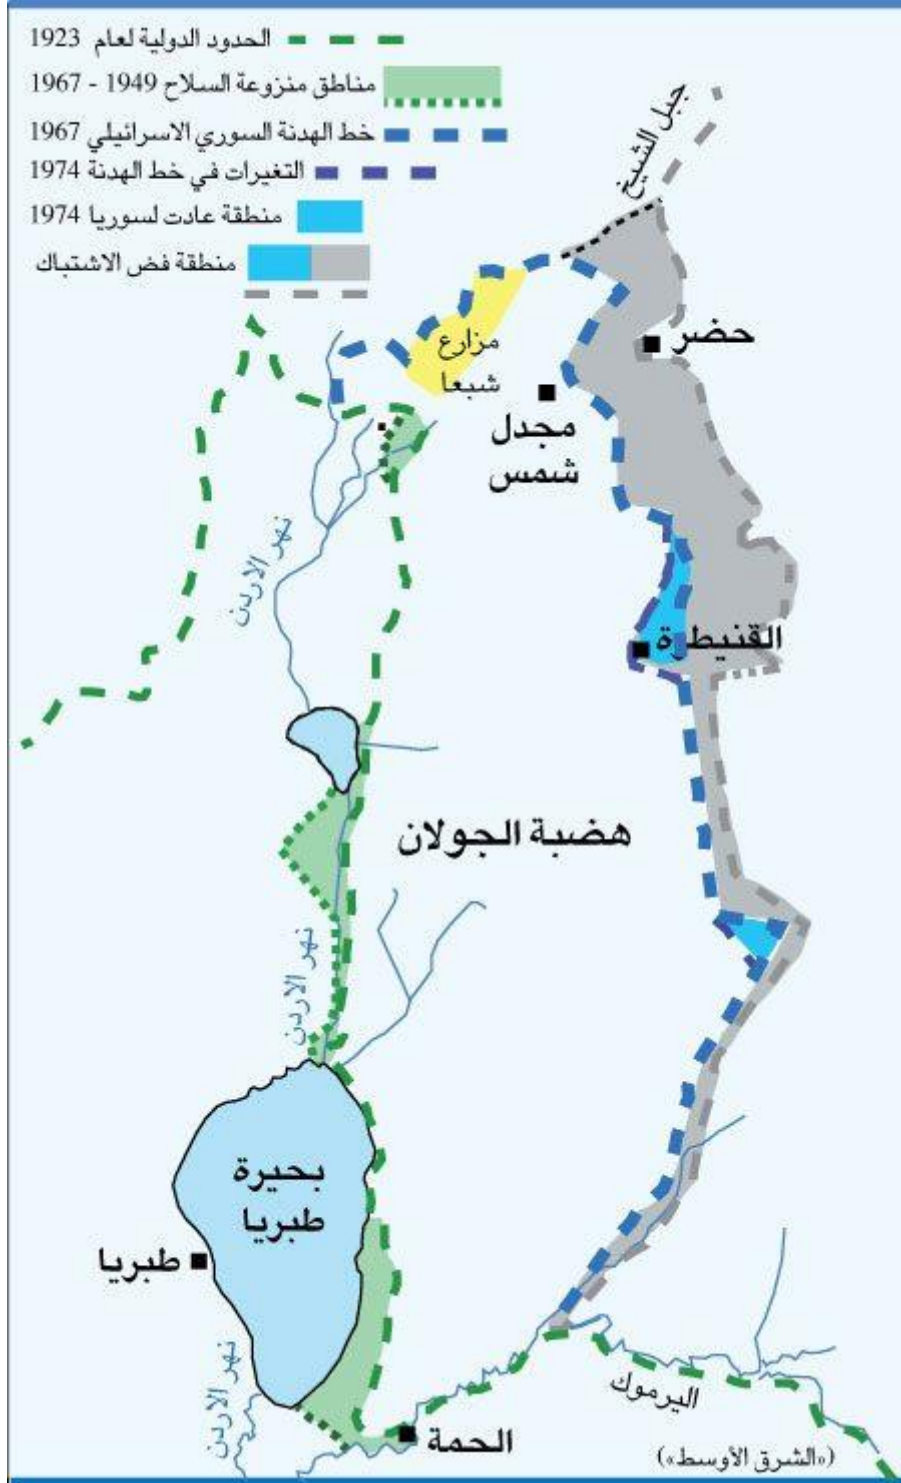 الحدود الدولية لعام 1923
مناطق منزوعة السلاح 1949 - 1967
خط الهدنة السوري الاسرائيلي 1967
التغيرات في خط الهدنة 1974
منطقة عادت لسوريا 1974
منطقة فض الاشتباك
جبل الشيخ
حضر
مزارع
شبعا
مجدل
شمس
نهر الاردن
القنيطرة
هضبة الجولان
نهر الاردن
بحيرة
طبريا
طبريا
نهر الاردن
اليرموك
الحمة
(«الشرق الأوسط»)